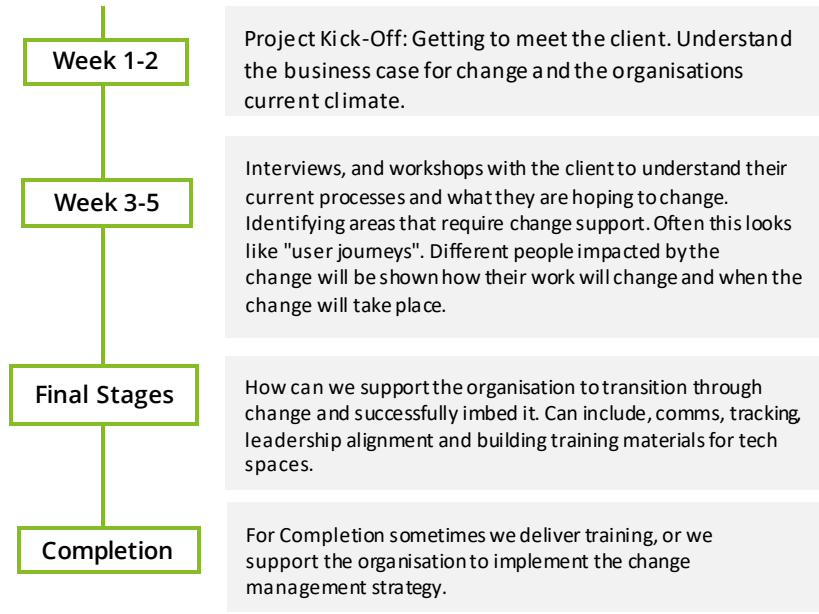 Week 1-2
Project Kick-Off: Getting to meet the client. Understand
the business case for change and the organisations
current climate.
Week 3-5
Interviews, and workshops with the client to understand their
current processes and what they are hoping to change.
Identifying areas that require change support. Often this looks
like "user journeys". Different people impacted by the
change will be shown how their work will change and when the
change will take place.
Final Stages
How can we support the organisation to transition through
change and successfully imbed it. Can include, comms, tracking,
leadership alignment and building training materials for tech
spaces.
Completion
For Completion sometimes we deliver training, or we
support the organisation to implement the change
management strategy.